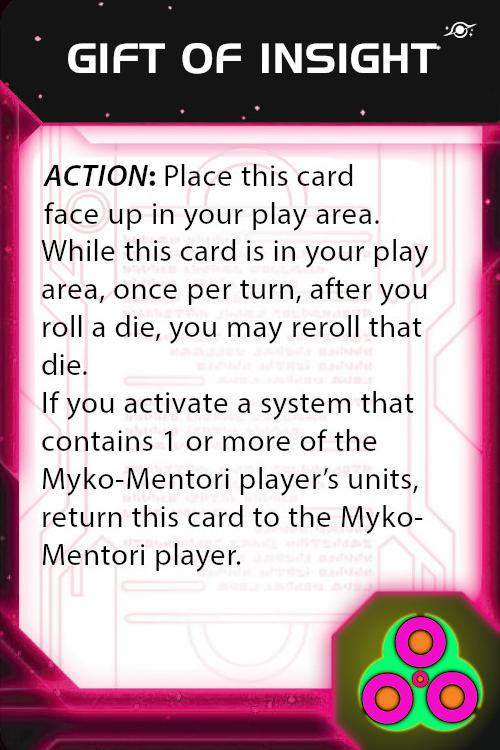 GIFT OF INSIGHT
ACTION: Place this card
face up in your play area.
While this card is in your play
area, once per turn, after you
roll a die, you may reroll that
die.
If you activate a system that
contains 1 or more of the
Myko-Mentori player’s units,
return this card to the Myko-
Mentori player.